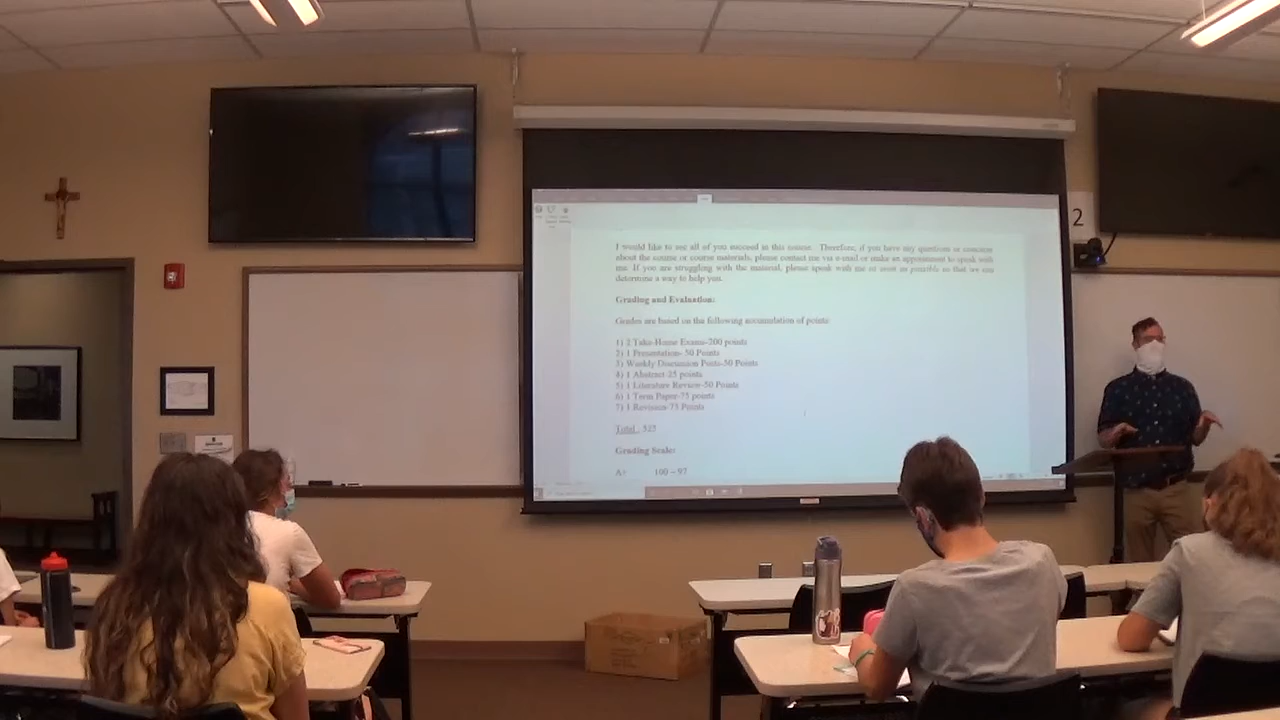 I would like to see all of you succeed in this course. Therefore, if you have any questions or concerns
about the course or course materials, please contact me via e-mail or make an appointment to speak with
me. If you are struggling with the material, please speak with me as soon as possible so that we can
determine a way to help you.
Grading and Evaluation:
Grades are based on the following accumulation of points:
1) 2 Take-Home Exams-200 points
2) 1 Presentation- 50 Points
3) Weekly Discussion Posts-50 Points
4) 1 Abstract-25 points
5) 1 Literature Review-50 Points
6) 1 Term Paper-75 points
7) 1 Revision-75 Points
Total: 525
Grading Scale:
A+ 100 – 97
2